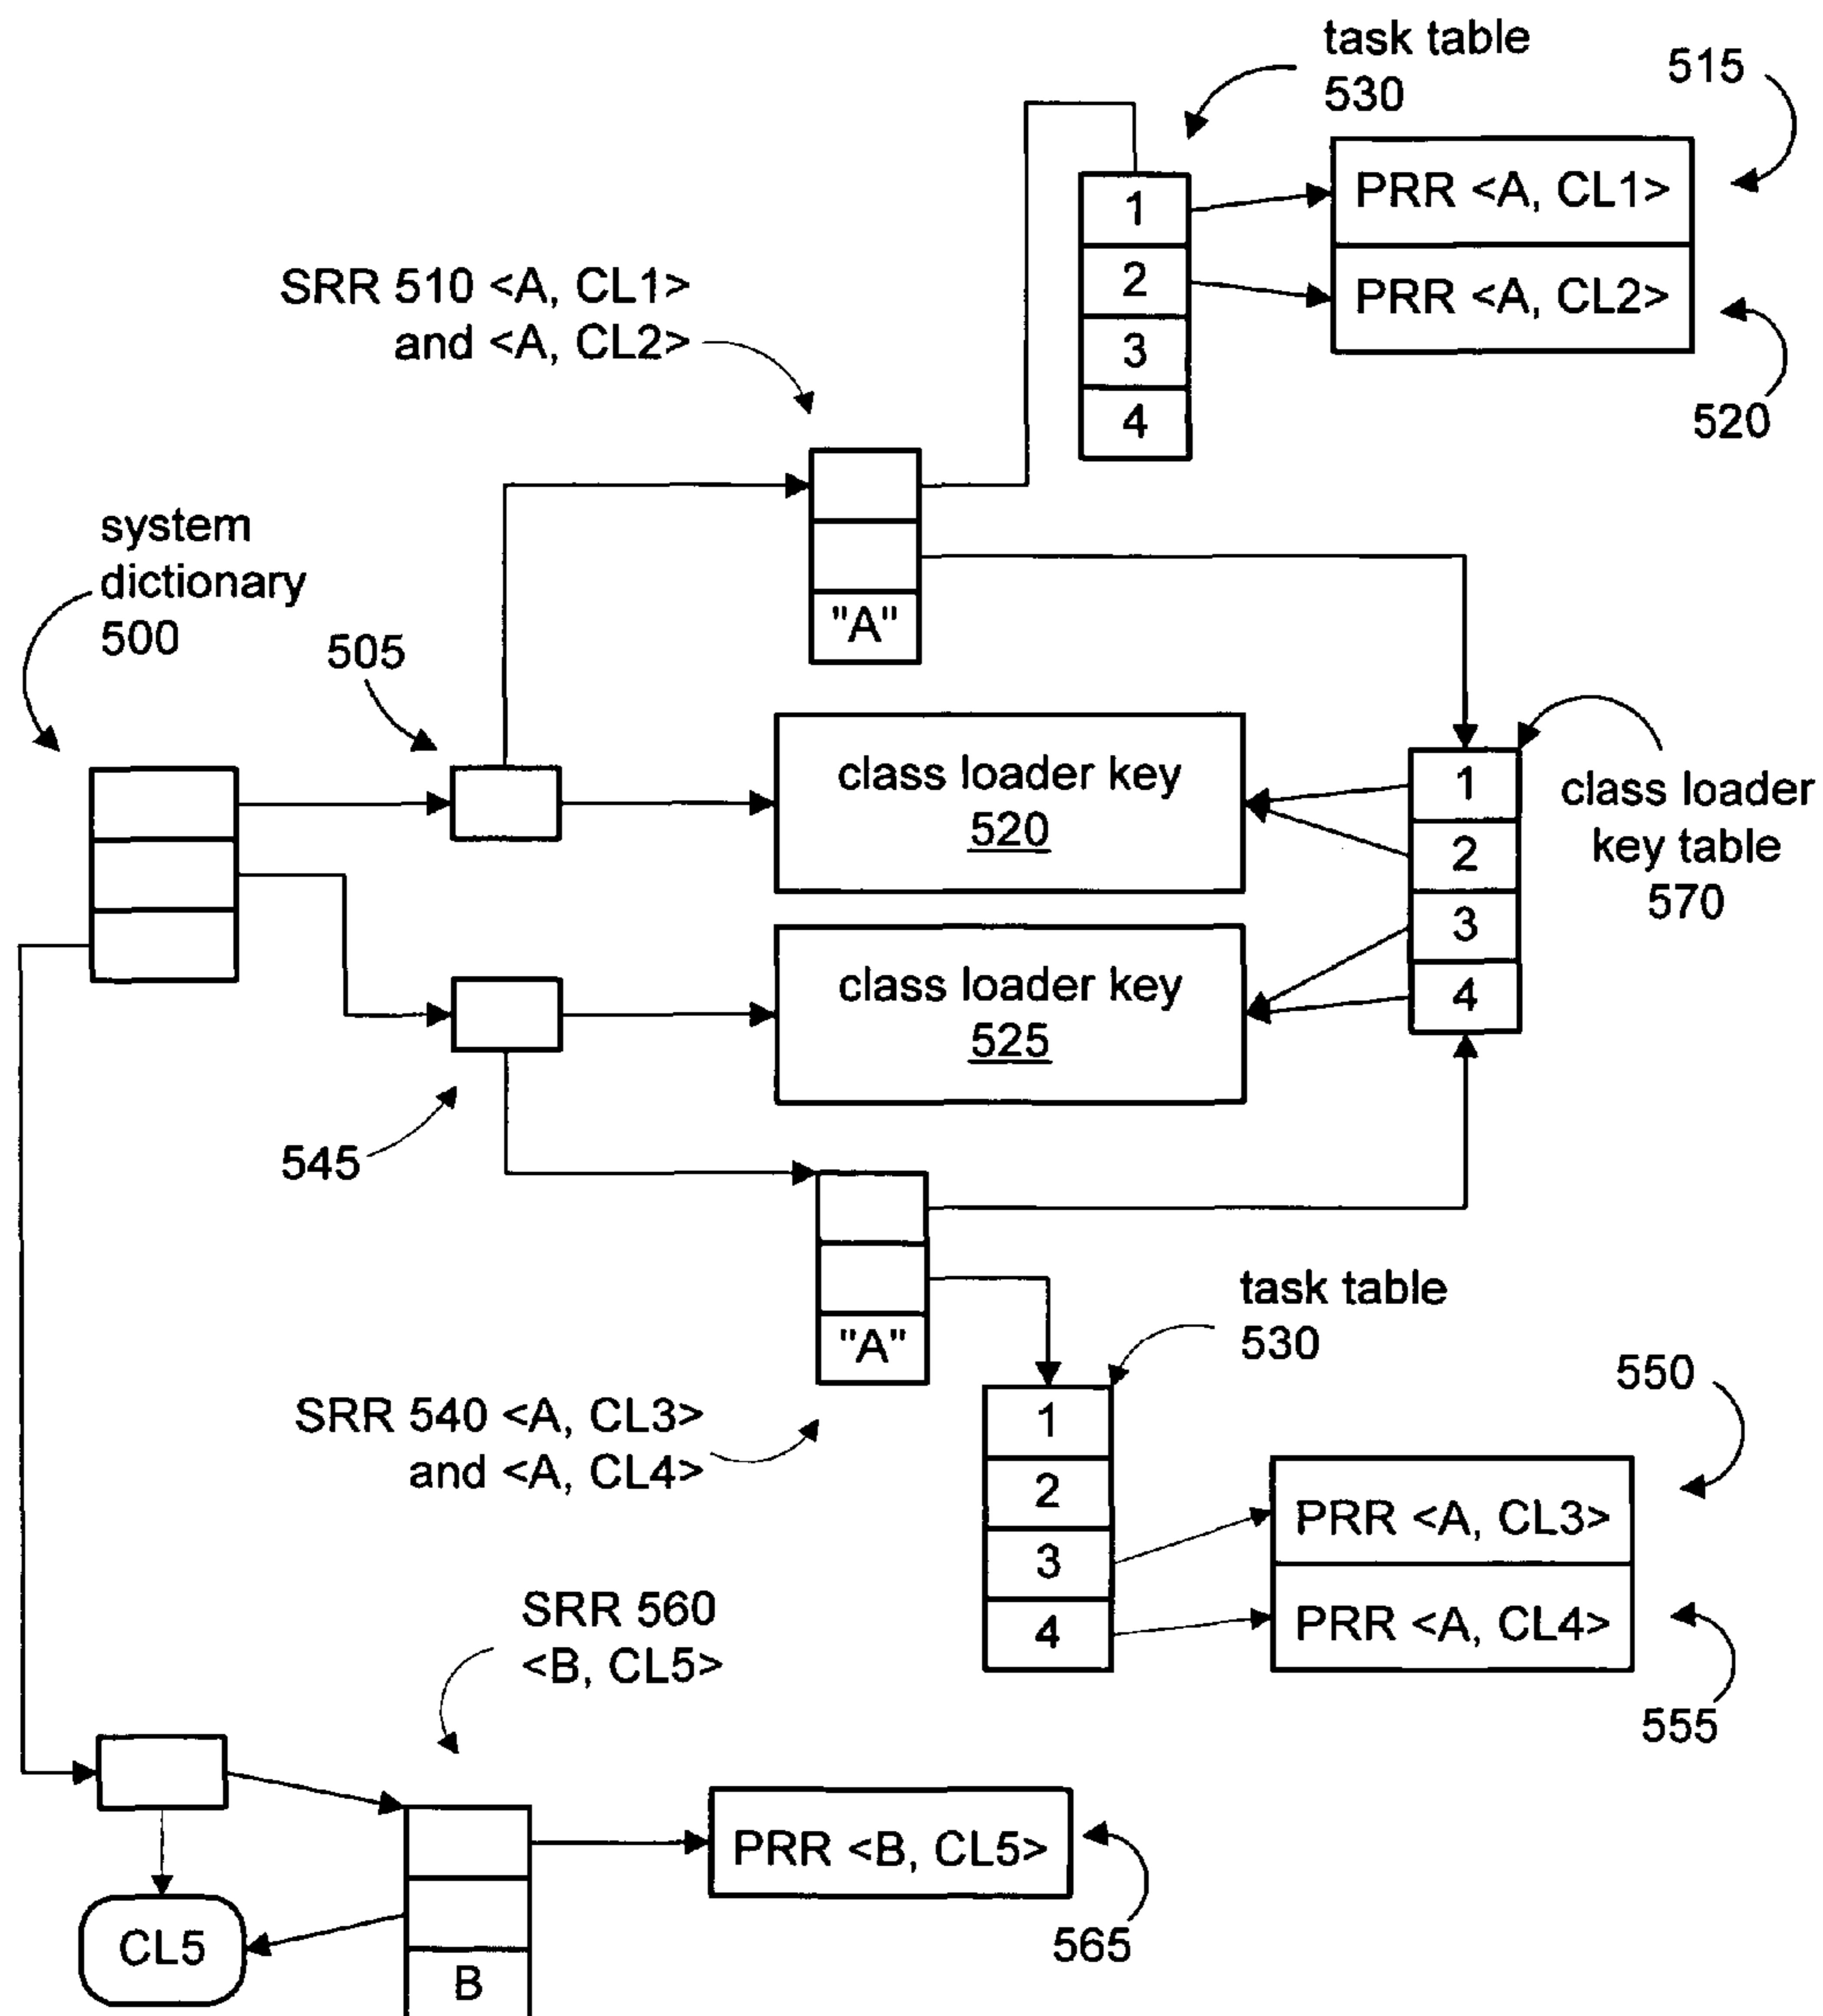 task table
530
515
1
2
3
4
PRR <A, CL1>
PRR <A, CL2>
520
SRR 510 <A, CL1>
and <A, CL2>
"A"
system
dictionary
500
505
class loader key
520
class loader key
525
1
2
3
4
class loader
key table
570
545
"A"
SRR 540 <A, CL3>
and <A, CL4>
task table
530
1
2
3
4
550
PRR <A, CL3>
PRR <A, CL4>
555
SRR 560
<B, CL5>
PRR <B, CL5>
565
CL5
B